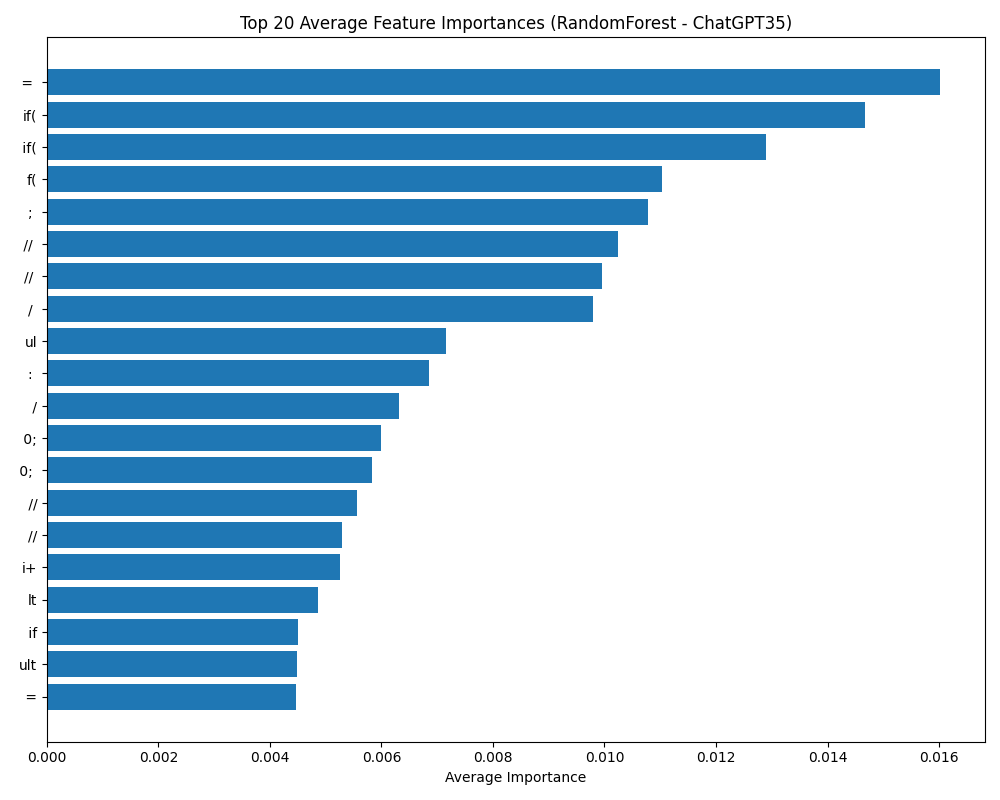 Top 20 Average Feature Importances (RandomForest - ChatGPT35)
=
if(
if(
f(
;
//
//
/
ul
:
/
0;
0;
//
//
i+
lt
if
ult
=
0.000 0.002 0.004 0.006 0.008 0.010 0.012 0.014 0.016
Average Importance